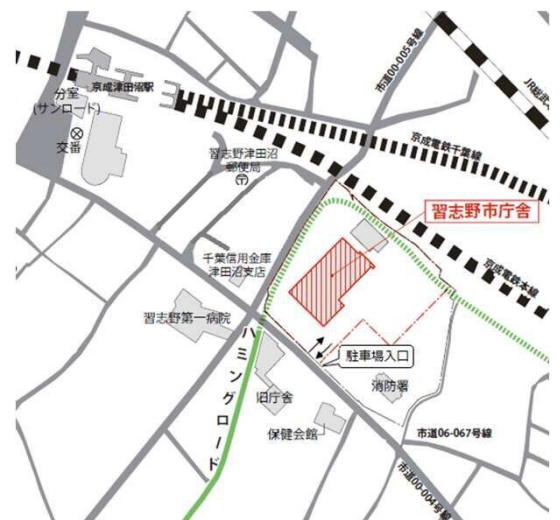 市道00-005号線
JR総武
京成津田沼駅
分室
(サンロード)
交番
京成電鉄千葉線
習志野津田沼
郵便局
習志野市庁舎
京成電鉄本線
千葉信用金庫
津田沼支店
習志野第一病院
ハミングロード
駐車場入口
消防署
旧庁舎
保健会館
市道06-067号線
市道00-004号線